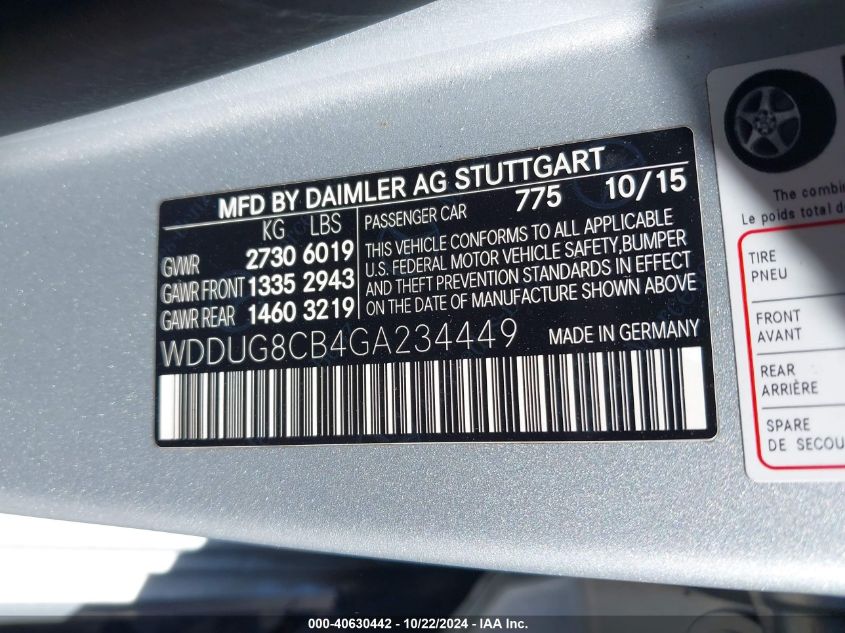 MFD BY DAIMLER AG STUTTGART
KG LBS
GVWR 2730 6019
GAWR FRONT 1335 2943
GAWR REAR 1460 3219
PASSENGER CAR 775 10/15
THIS VEHICLE CONFORMS TO ALL APPLICABLE
U.S. FEDERAL MOTOR VEHICLE SAFETY, BUMPER
AND THEFT PREVENTION STANDARDS IN EFFECT
ON THE DATE OF MANUFACTURE SHOWN ABOVE
WDDUG8CB4GA234449 MADE IN GERMANY
The combin
Le poids total d
TIRE
PNEU
FRONT
AVANT
REAR
ARRIÈRE
SPARE
DE SECOU
000-40630442 - 10/22/2024 - IAA Inc.